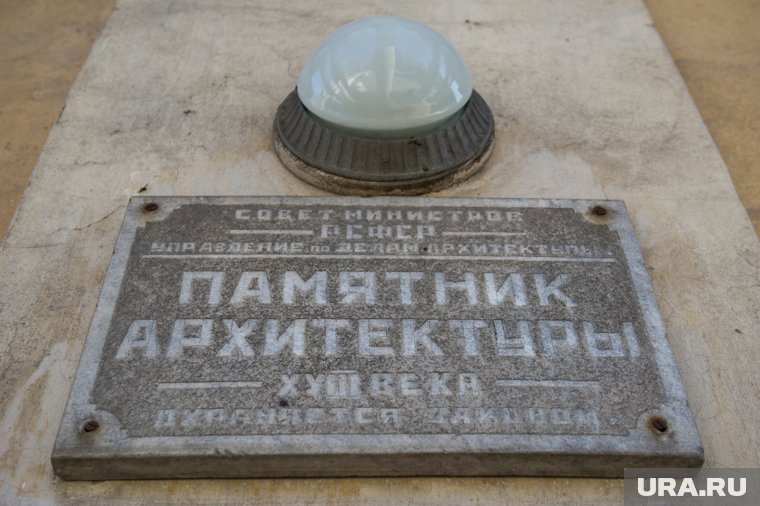 СОВЕТ МИНИСТРОВ
РСФСР
УПРАВЛЕНИЕ ПО ДЕЛАМ АРХИТЕКТУРЫ.
ПАМЯТНИК
АРХИТЕКТУРЫ
XVIII ВЕКА
ОХРАНЯЕТСЯ ЗАКОНОМ.
URA.RU